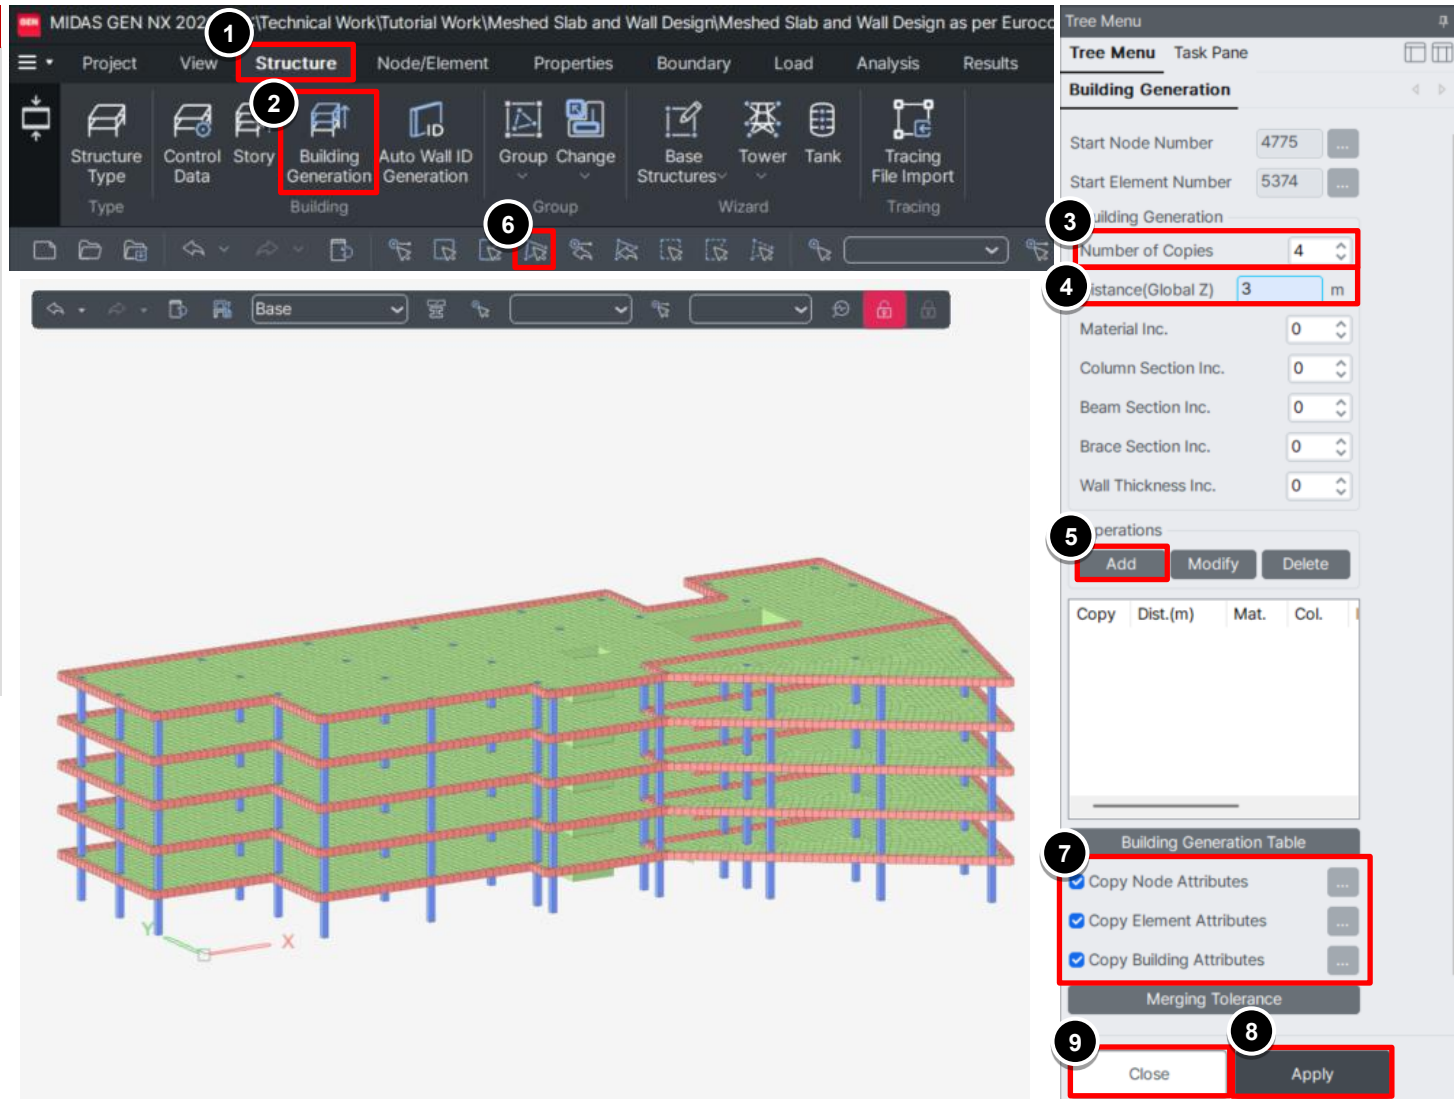 GEN MIDAS GEN NX 202 \Technical Work\Tutorial Work\Meshed Slab and Wall Design\Meshed Slab and Wall Design as per Euroco
1
Project View Structure Node/Element Properties Boundary Load Analysis Results
2
Structure Type
Control Data
Story
Building Generation
Auto Wall ID Generation
Group
Change
Base Structures
Tower
Tank
Tracing File Import
Type
Building
Group
Wizard
Tracing
6
Base
Y
X
Tree Menu
Tree Menu Task Pane
Building Generation
Start Node Number 4775 ...
Start Element Number 5374 ...
3
uilding Generation
Number of Copies 4
4
istance(Global Z) 3 m
Material Inc. 0
Column Section Inc. 0
Beam Section Inc. 0
Brace Section Inc. 0
Wall Thickness Inc. 0
5
perations
Add Modify Delete
Copy Dist.(m) Mat. Col.
Building Generation Table
7
Copy Node Attributes ...
Copy Element Attributes ...
Copy Building Attributes ...
Merging Tolerance
9
8
Close Apply